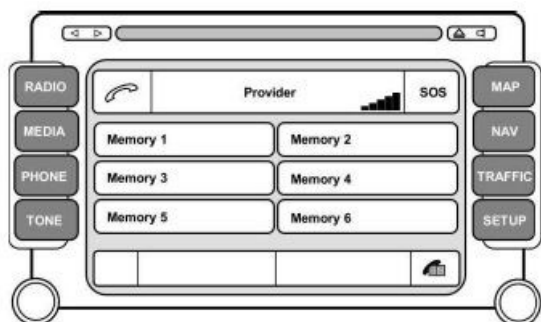 RADIO
MEDIA
PHONE
TONE
Provider
SOS
Memory 1
Memory 2
Memory 3
Memory 4
Memory 5
Memory 6
MAP
NAV
TRAFFIC
SETUP